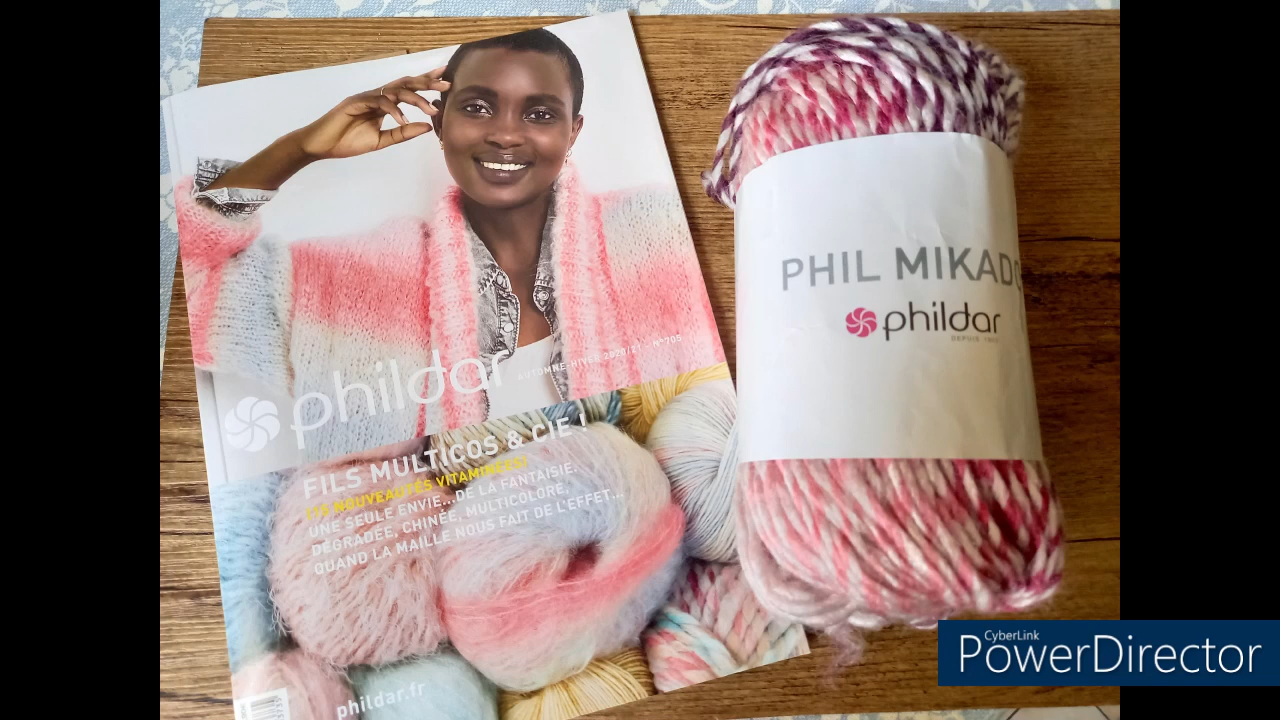 phildar
AUTOMNE-HIVER 2020/21 - N°705
FILS MULTICOS & CIE !
115 NOUVEAUTÉS VITAMINÉES!
UNE SEULE ENVIE...DE LA FANTAISIE.
DÉGRADÉE, CHINÉE, MULTICOLORE,
QUAND LA MAILLE NOUS FAIT DE L'EFFET...
phildar.fr
PHIL MIKADO
phildar
DEPUIS
CyberLink
PowerDirector